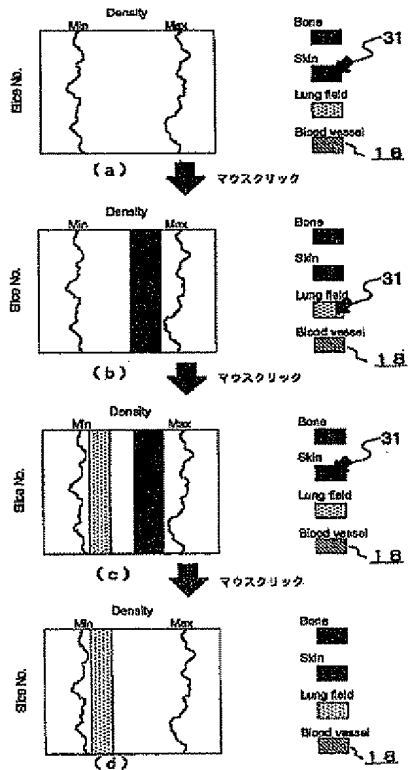 Density
Min Max
Slice No.
Bone
Skin
Lung field
Blood vessel
31
18
(a)
マウスクリック
Density
Min Max
Slice No.
Bone
Skin
Lung field
Blood vessel
31
18
(b)
マウスクリック
Density
Min Max
Slice No.
Bone
Skin
Lung field
Blood vessel
31
18
(c)
マウスクリック
Density
Min Max
Slice No.
Bone
Skin
Lung field
Blood vessel
18
(d)